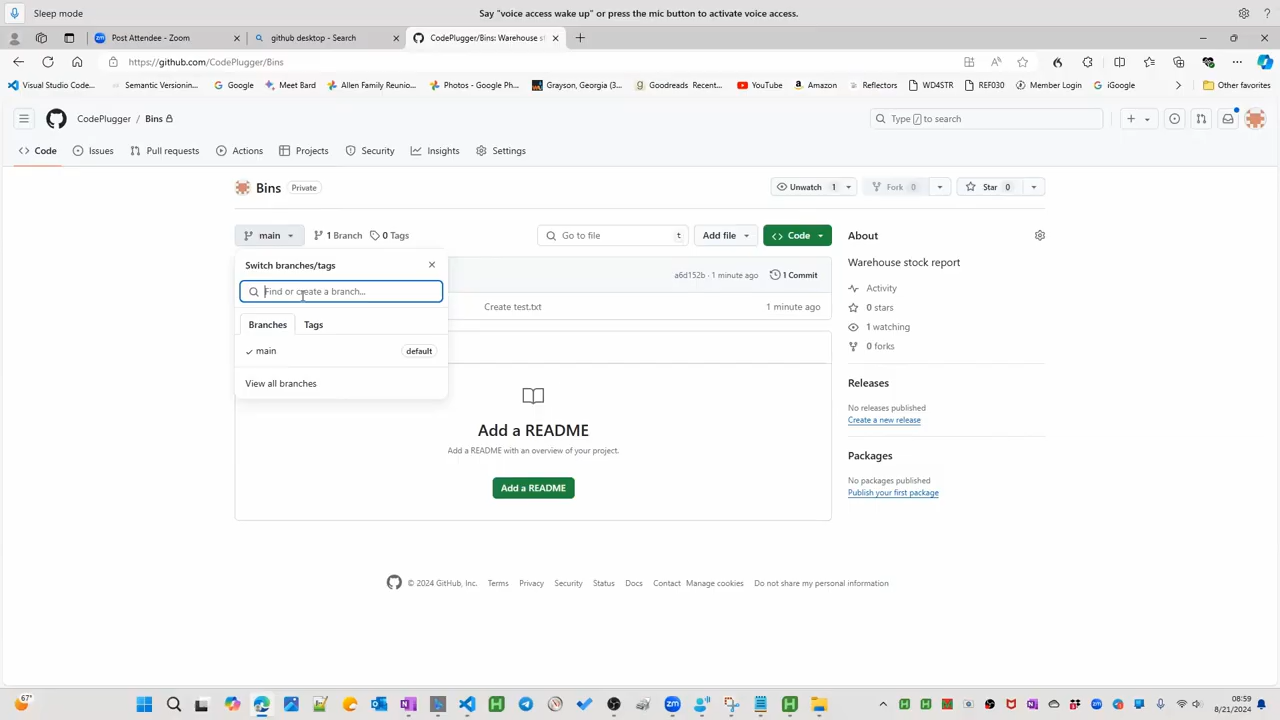 Sleep mode
Say "voice access wake up" or press the mic button to activate voice access.
Post Attendee - Zoom
github desktop - Search
CodePlugger/Bins: Warehouse st
https://github.com/CodePlugger/Bins
Visual Studio Code...
Semantic Versionin...
Google
Meet Bard
Allen Family Reunion...
Photos - Google Ph...
Grayson, Georgia (3...
Goodreads Recent...
YouTube
Amazon
Reflectors
WD4STR
REF030
Member Login
iGoogle
Other favorites
CodePlugger / Bins
Type / to search
Code
Issues
Pull requests
Actions
Projects
Security
Insights
Settings
Bins Private
Unwatch 1
Fork 0
Star 0
main
1 Branch
0 Tags
Go to file t
Add file
Code
About
Switch branches/tags
Find or create a branch...
Branches
Tags
main default
View all branches
a6d152b · 1 minute ago
1 Commit
Create test.txt
1 minute ago
Add a README
Add a README with an overview of your project.
Add a README
Warehouse stock report
Activity
0 stars
1 watching
0 forks
Releases
No releases published
Create a new release
Packages
No packages published
Publish your first package
© 2024 GitHub, Inc.
Terms
Privacy
Security
Status
Docs
Contact
Manage cookies
Do not share my personal information
67°
08:59
8/21/2024